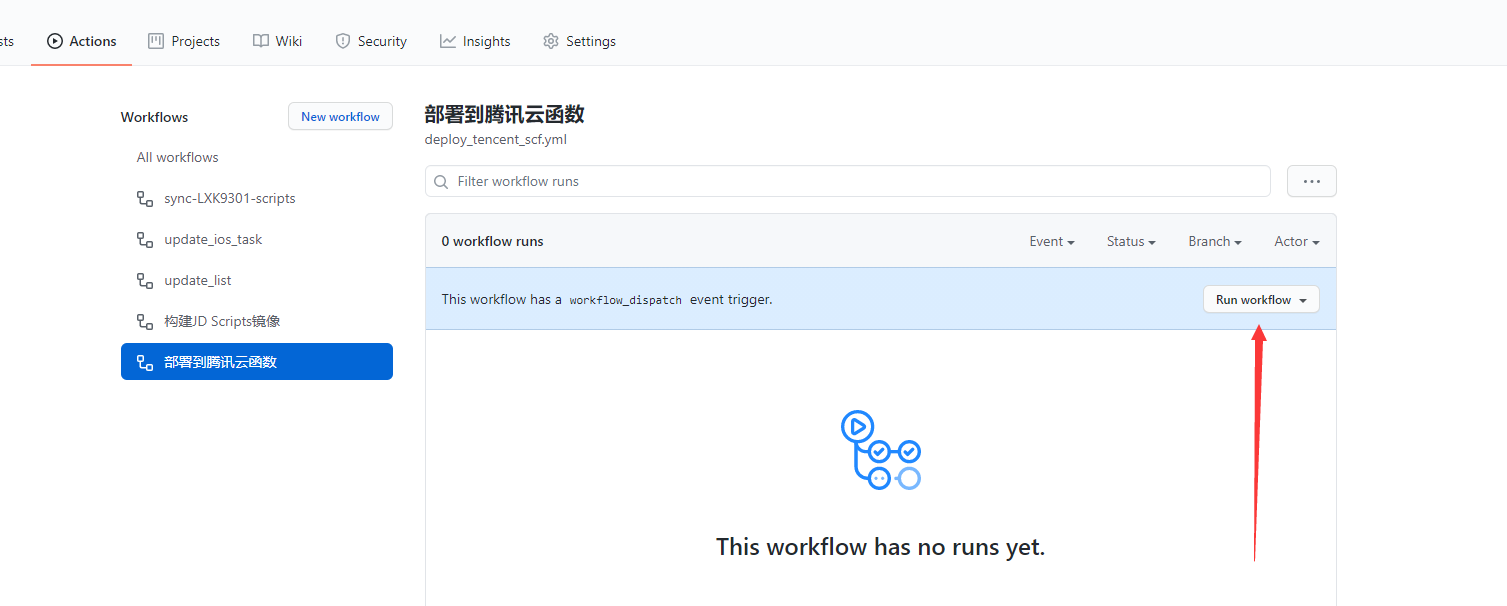 sts Actions Projects Wiki Security Insights Settings
Workflows
New workflow
All workflows
sync-LXK9301-scripts
update_ios_task
update_list
构建JD Scripts镜像
部署到腾讯云函数
部署到腾讯云函数
deploy_tencent_scf.yml
Filter workflow runs
0 workflow runs
Event Status Branch Actor
This workflow has a workflow_dispatch event trigger.
Run workflow
This workflow has no runs yet.